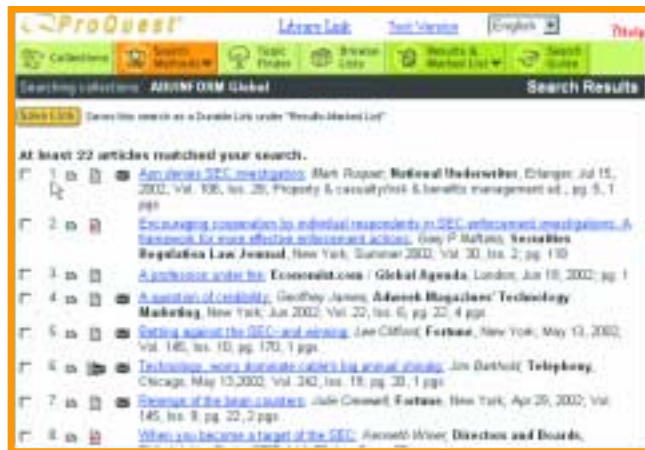 ProQuest
Library Link Text Version English Help
Collections Search Methods Topic Finder Browse Lists Results & Marked List Search Guide
Searching collections: ABI/INFORM Global Search Results
Save Link Saves this search as a Durable Link under "Results-Marked List"
At least 22 articles matched your search.
1. Aon denies SEC investigation; Mark Ruquet; National Underwriter, Erlanger; Jul 15,
2002; Vol. 106, Iss. 28; Property & casualty/risk & benefits management ed.; pg. 5, 1
pgs
2. Encouraging cooperation by individual respondents in SEC enforcement investigations: A
framework for more effective enforcement actions; Gary P; Securities
Regulation Law Journal, New York; Summer 2002; Vol. 30, Iss. 2; pg. 110
3. A profession under fire; Economist.com / Global Agenda, London; Jun 10, 2002; pg. 1
4. A question of credibility; Geoffrey James; Adweek Magazines' Technology
Marketing, New York; Jun 2002; Vol. 22, Iss. 6; pg. 22, 4 pgs
5. Betting against the SEC--and winning; Lee Clifford; Fortune, New York; May 13, 2002;
Vol. 145, Iss. 10; pg. 170, 1 pgs
6. Technology, worry dominate cable's big annual; Jim Barthold; Telephony,
Chicago; May 13, 2002; Vol. 242, Iss. 19; pg. 20, 1 pgs
7. Revenge of the bean counters; Julie Creswell; Fortune, New York; Apr 29, 2002; Vol.
145, Iss. 9; pg. 22, 2 pgs
8. When you become a target of the SEC; Kenneth Winer; Directors and Boards,